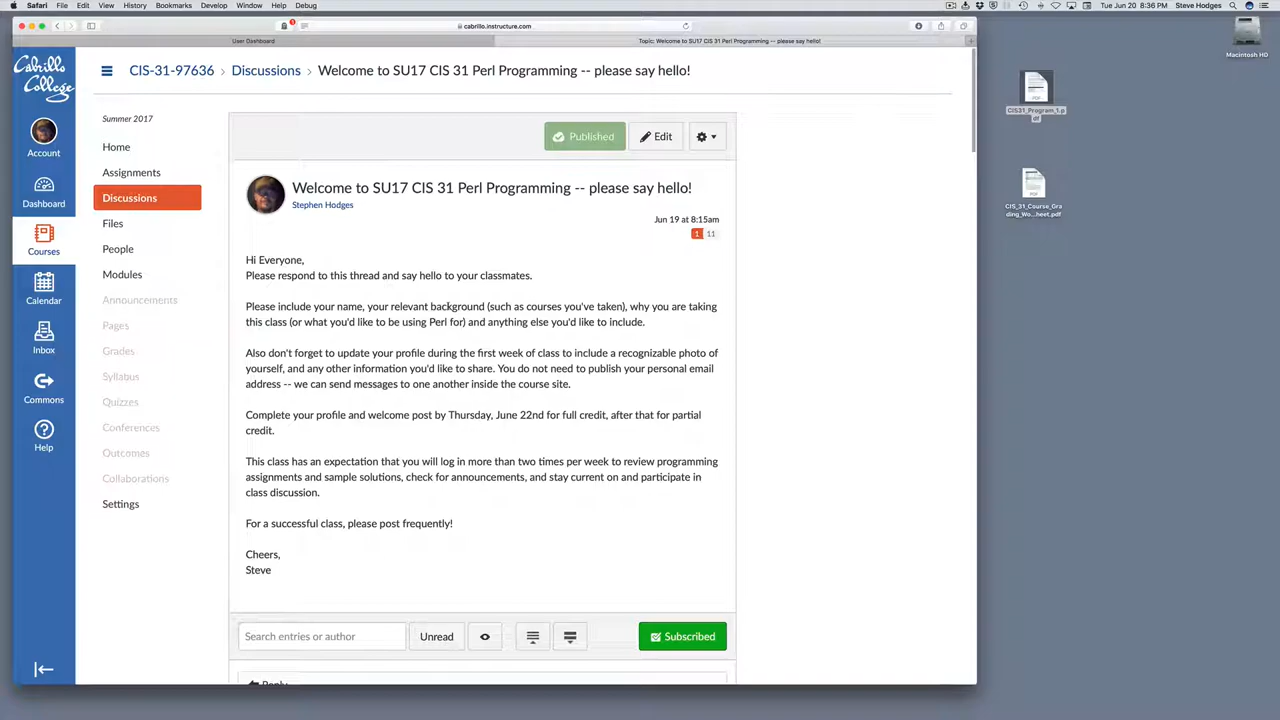 Safari File Edit View History Bookmarks Develop Window Help Debug
Tue Jun 20 8:36 PM Steve Hodges
cabrillo.instructure.com
User Dashboard
Topic: Welcome to SU17 CIS 31 Perl Programming -- please say hello!
Macintosh HD
Cabrillo College
CIS-31-97636 › Discussions › Welcome to SU17 CIS 31 Perl Programming -- please say hello!
PDF
CIS31_Program_1.p
df
PDF
CIS_31_Course_Gra
ding_Wo...heet.pdf
Account
Dashboard
Courses
Calendar
Inbox
Commons
Help
Summer 2017
Home
Assignments
Discussions
Files
People
Modules
Announcements
Pages
Grades
Syllabus
Quizzes
Conferences
Outcomes
Collaborations
Settings
Published
Edit
Welcome to SU17 CIS 31 Perl Programming -- please say hello!
Stephen Hodges
Jun 19 at 8:15am
1 11
Hi Everyone,
Please respond to this thread and say hello to your classmates.
Please include your name, your relevant background (such as courses you've taken), why you are taking
this class (or what you'd like to be using Perl for) and anything else you'd like to include.
Also don't forget to update your profile during the first week of class to include a recognizable photo of
yourself, and any other information you'd like to share. You do not need to publish your personal email
address -- we can send messages to one another inside the course site.
Complete your profile and welcome post by Thursday, June 22nd for full credit, after that for partial
credit.
This class has an expectation that you will log in more than two times per week to review programming
assignments and sample solutions, check for announcements, and stay current on and participate in
class discussion.
For a successful class, please post frequently!
Cheers,
Steve
Search entries or author
Unread
Subscribed
Reply